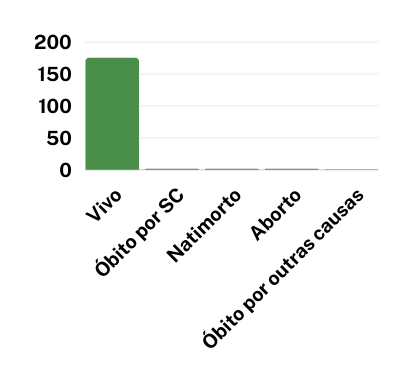 200
150
100
50
0
Vivo
Óbito por SC
Natimorto
Aborto
Óbito por outras causas